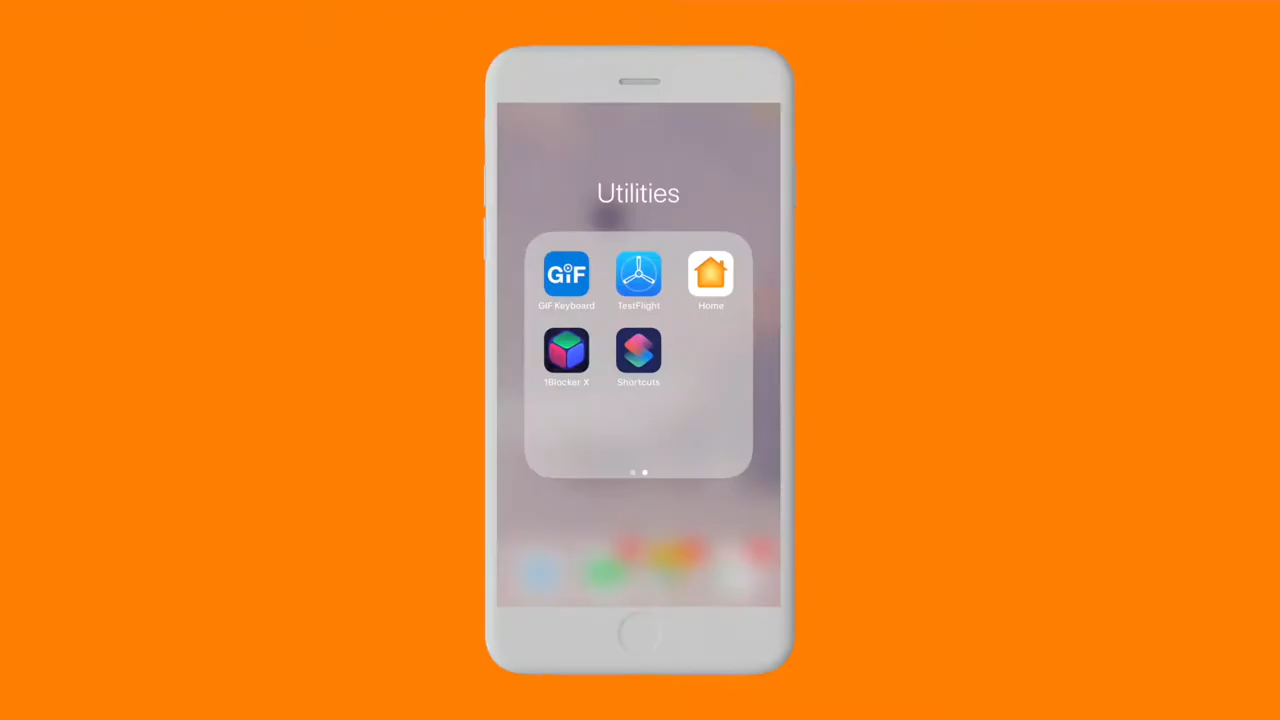 Utilities
GIF
GIF Keyboard
TestFlight
Home
1Blocker X
Shortcuts